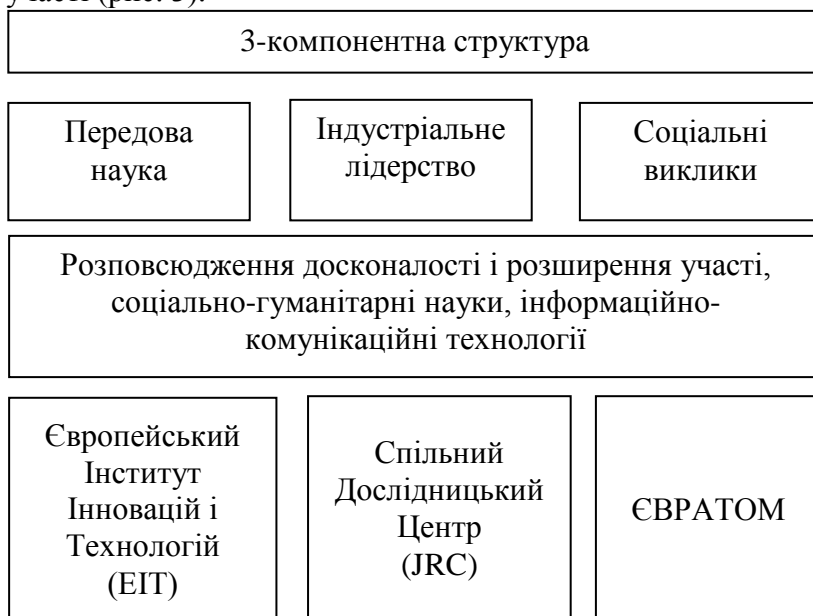 3-компонентна структура
Передова
наука
Індустріальне
лідерство
Соціальні
виклики
Розповсюдження досконалості і розширення участі,
соціально-гуманітарні науки, інформаційно-
комунікаційні технології
Європейський
Інститут
Інновацій і
Технологій
(EIT)
Спільний
Дослідницький
Центр
(JRC)
ЄВРАТОМ